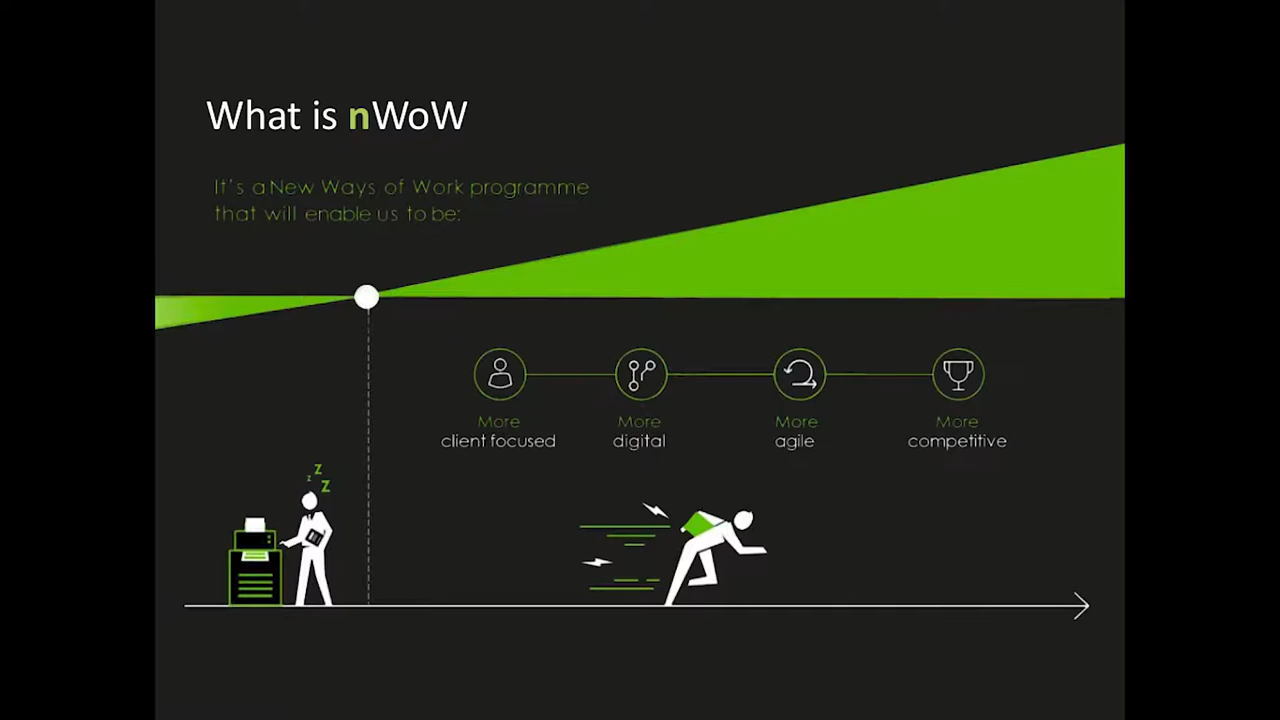 What is nWoW
It's a New Ways of Work programme
that will enable us to be:
More
client focused
More
digital
More
agile
More
competitive
z
Z
Z